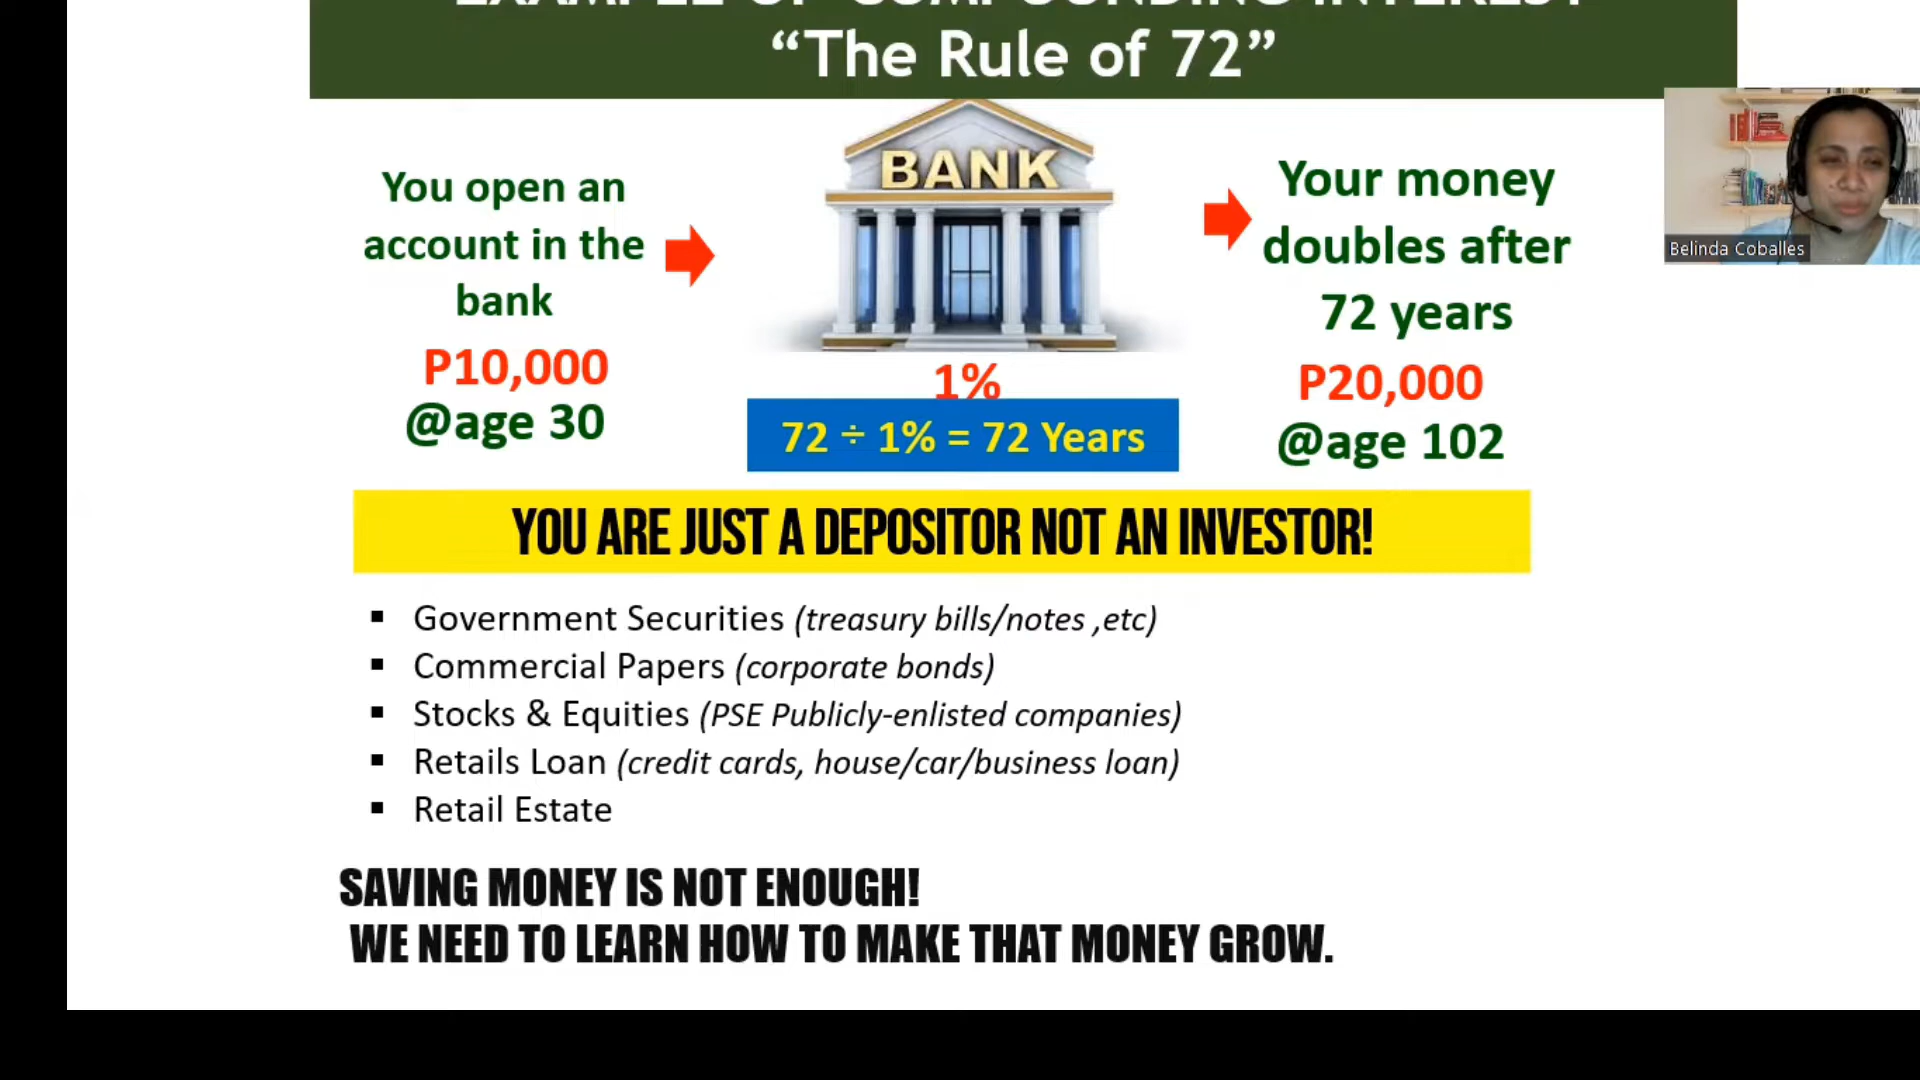 EXAMPLE OF COMPOUNDING INTEREST
“The Rule of 72”
BANK
You open an
account in the
bank
P10,000
@age 30
1%
72 ÷ 1% = 72 Years
Your money
doubles after
72 years
P20,000
@age 102
Belinda Coballes
YOU ARE JUST A DEPOSITOR NOT AN INVESTOR!
▪ Government Securities (treasury bills/notes ,etc)
▪ Commercial Papers (corporate bonds)
▪ Stocks & Equities (PSE Publicly-enlisted companies)
▪ Retails Loan (credit cards, house/car/business loan)
▪ Retail Estate
SAVING MONEY IS NOT ENOUGH!
WE NEED TO LEARN HOW TO MAKE THAT MONEY GROW.